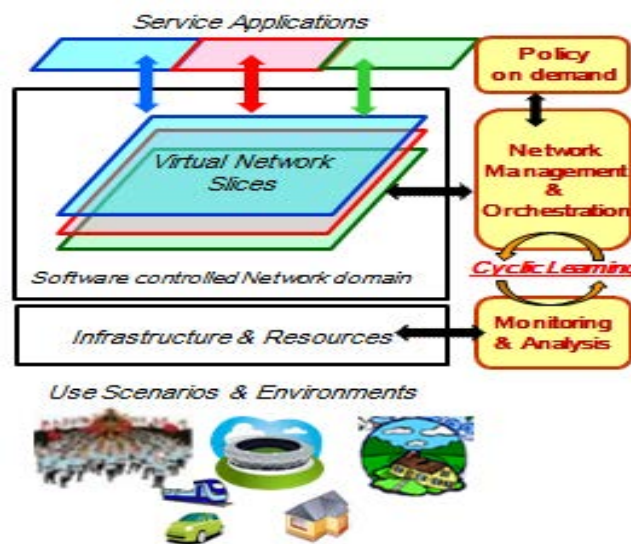 Service Applications
Policy
on demand
Virtual Network
Slices
Network
Management
&
Orchestration
Software controlled Network domain
Cyclic Learning
Infrastructure & Resources
Monitoring
& Analysis
Use Scenarios & Environments